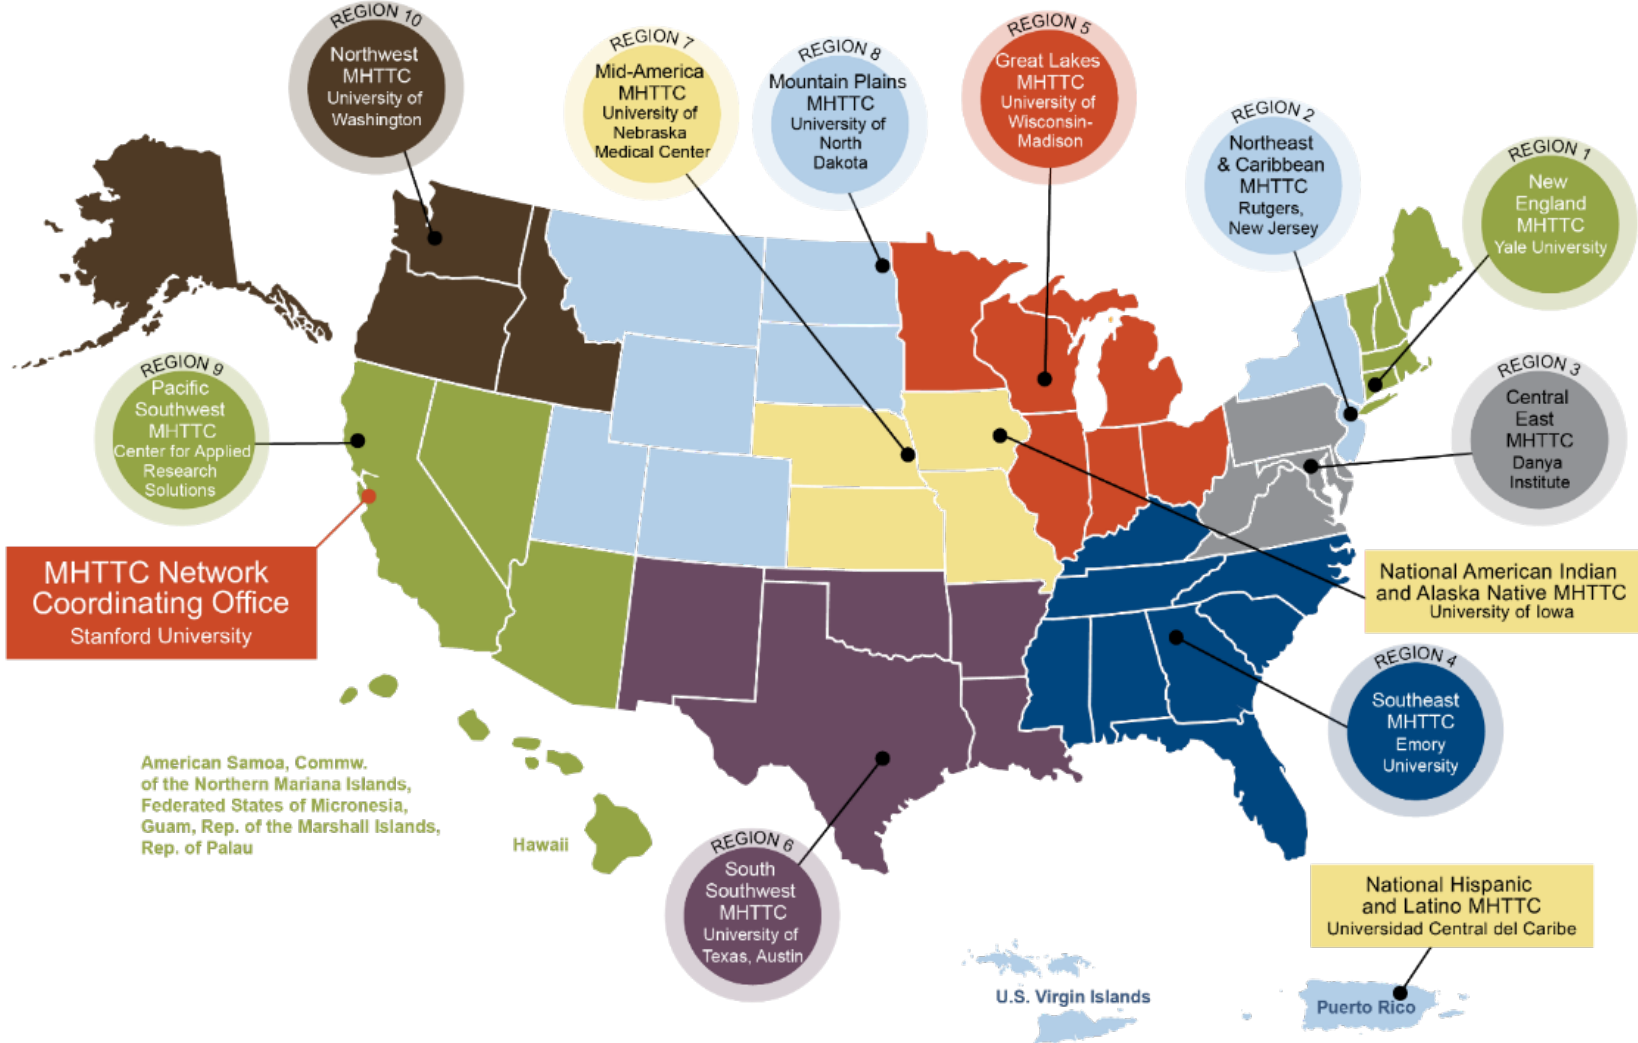 REGION 10
Northwest
MHTTC
University of
Washington
REGION 7
Mid-America
MHTTC
University of
Nebraska
Medical Center
REGION 8
Mountain Plains
MHTTC
University of
North
Dakota
REGION 5
Great Lakes
MHTTC
University of
Wisconsin-
Madison
REGION 2
Northeast
& Caribbean
MHTTC
Rutgers,
New Jersey
REGION 1
New
England
MHTTC
Yale University
REGION 9
Pacific
Southwest
MHTTC
Center for Applied
Research
Solutions
REGION 3
Central
East
MHTTC
Danya
Institute
MHTTC Network
Coordinating Office
Stanford University
National American Indian
and Alaska Native MHTTC
University of Iowa
REGION 4
Southeast
MHTTC
Emory
University
American Samoa, Commw.
of the Northern Mariana Islands,
Federated States of Micronesia,
Guam, Rep. of the Marshall Islands,
Rep. of Palau
Hawaii
REGION 6
South
Southwest
MHTTC
University of
Texas, Austin
National Hispanic
and Latino MHTTC
Universidad Central del Caribe
U.S. Virgin Islands
Puerto Rico